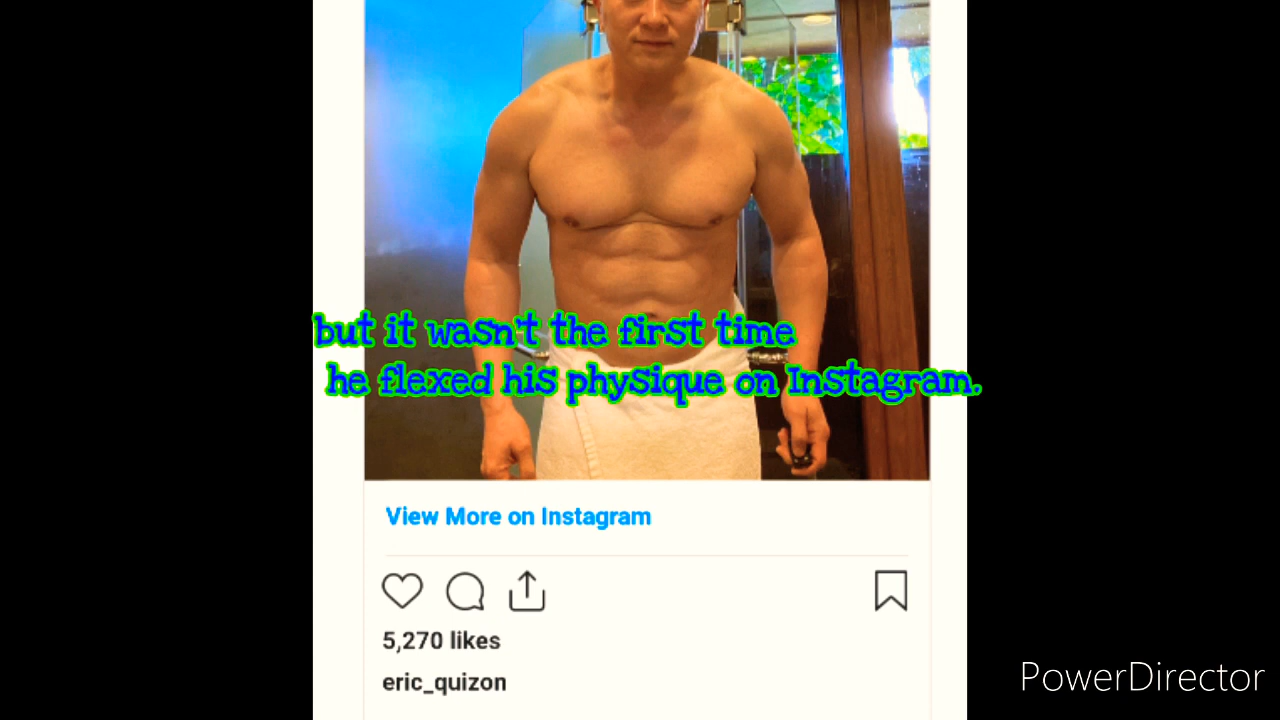 but it wasn't the first time
he flexed his physique on Instagram.
View More on Instagram
5,270 likes
eric_quizon
PowerDirector